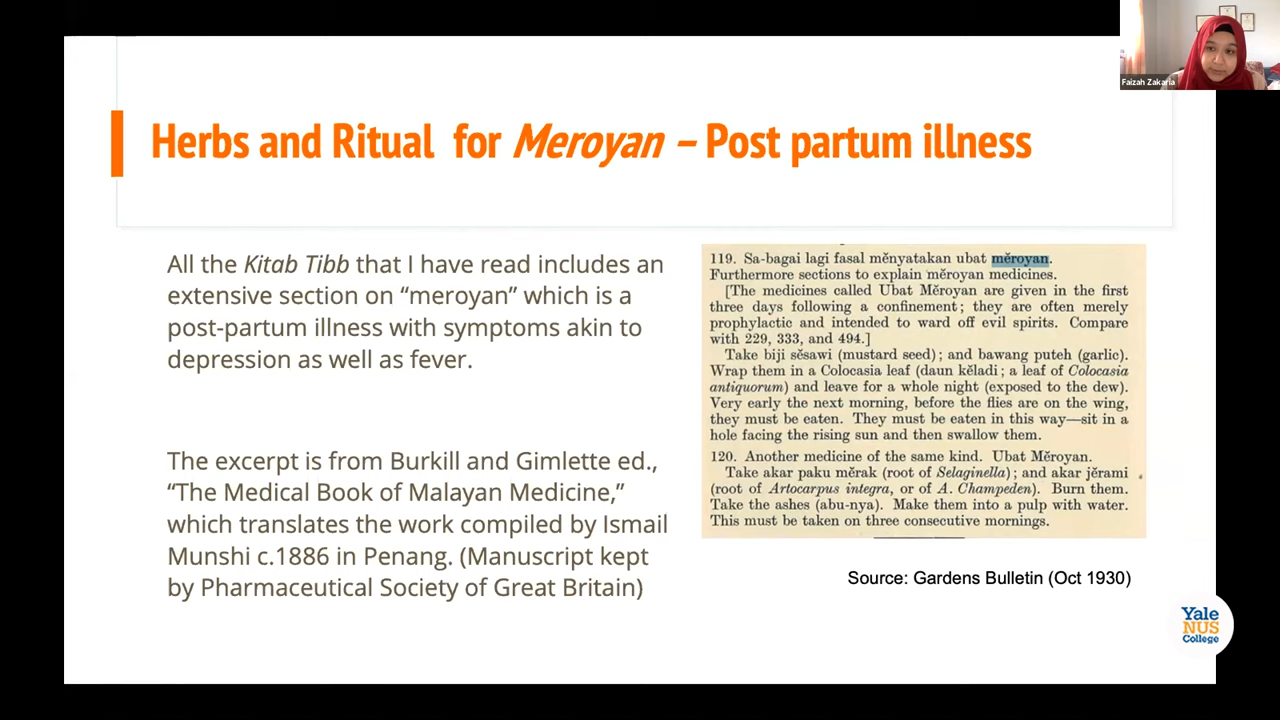 Faizah Zakaria
Herbs and Ritual for Meroyan – Post partum illness
All the Kitab Tibb that I have read includes an
extensive section on “meroyan” which is a
post-partum illness with symptoms akin to
depression as well as fever.
The excerpt is from Burkill and Gimlette ed.,
“The Medical Book of Malayan Medicine,”
which translates the work compiled by Ismail
Munshi c.1886 in Penang. (Manuscript kept
by Pharmaceutical Society of Great Britain)
119. Sa-bagai lagi fasal mĕnyatakan ubat mĕroyan.
Furthermore sections to explain mĕroyan medicines.
[The medicines called Ubat Mĕroyan are given in the first
three days following a confinement; they are often merely
prophylactic and intended to ward off evil spirits. Compare
with 229, 333, and 494.]
Take biji sĕsawi (mustard seed); and bawang puteh (garlic).
Wrap them in a Colocasia leaf (daun kĕladi; a leaf of Colocasia
antiquorum) and leave for a whole night (exposed to the dew).
Very early the next morning, before the flies are on the wing,
they must be eaten. They must be eaten in this way—sit in a
hole facing the rising sun and then swallow them.
120. Another medicine of the same kind. Ubat Mĕroyan.
Take akar paku mĕrak (root of Selaginella); and akar jĕrami
(root of Artocarpus integra, or of A. Champeden). Burn them.
Take the ashes (abu-nya). Make them into a pulp with water.
This must be taken on three consecutive mornings.
Source: Gardens Bulletin (Oct 1930)
Yale
NUS
College